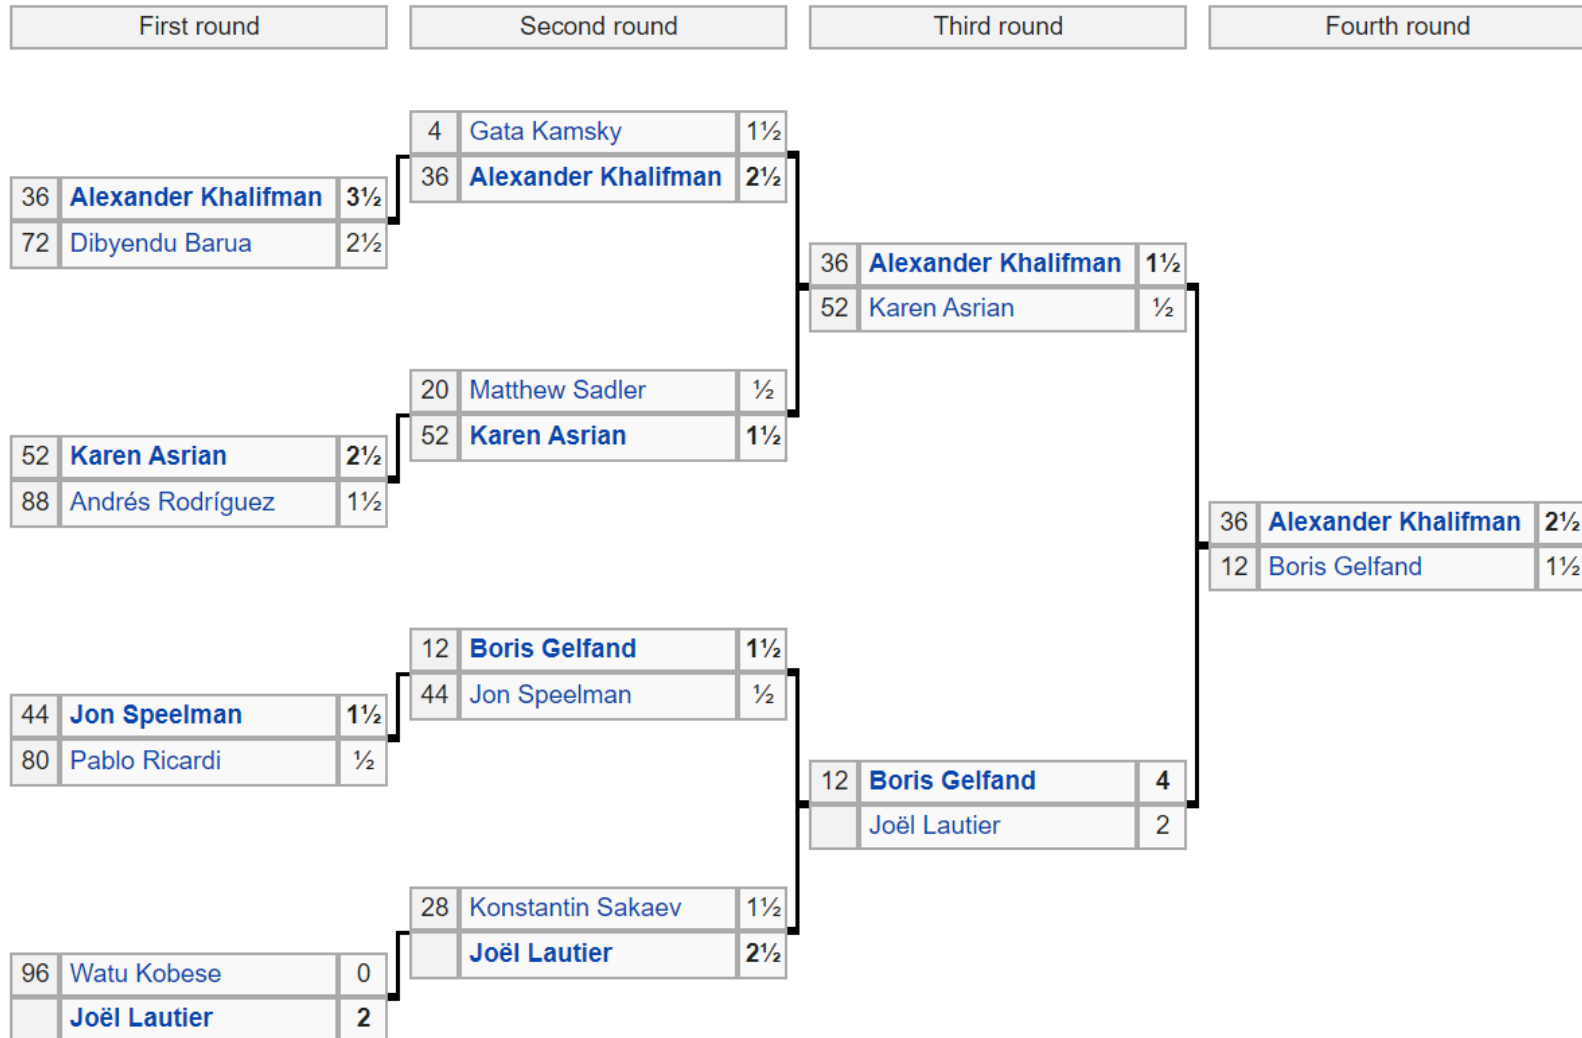 First round Second round Third round Fourth round
4 Gata Kamsky 1½
36 Alexander Khalifman 2½
36 Alexander Khalifman 3½
72 Dibyendu Barua 2½
36 Alexander Khalifman 1½
52 Karen Asrian ½
20 Matthew Sadler ½
52 Karen Asrian 1½
52 Karen Asrian 2½
88 Andrés Rodríguez 1½
36 Alexander Khalifman 2½
12 Boris Gelfand 1½
12 Boris Gelfand 1½
44 Jon Speelman ½
44 Jon Speelman 1½
80 Pablo Ricardi ½
12 Boris Gelfand 4
Joël Lautier 2
28 Konstantin Sakaev 1½
Joël Lautier 2½
96 Watu Kobese 0
Joël Lautier 2